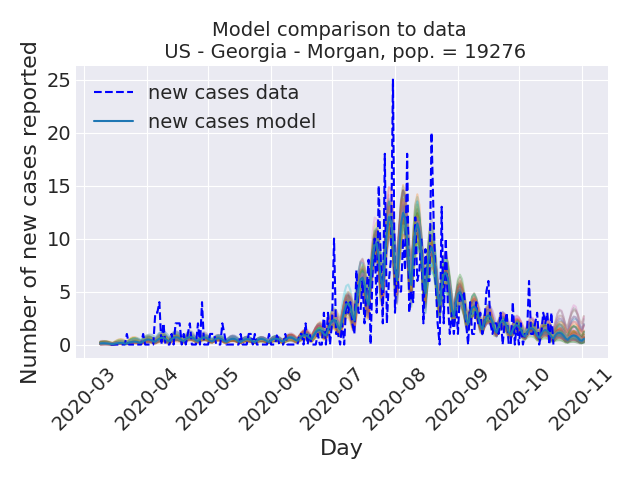 Model comparison to data
US - Georgia - Morgan, pop. = 19276
Number of new cases reported
25
20
15
10
5
0
new cases data
new cases model
2020-03
2020-04
2020-05
2020-06
2020-07
2020-08
2020-09
2020-10
2020-11
Day